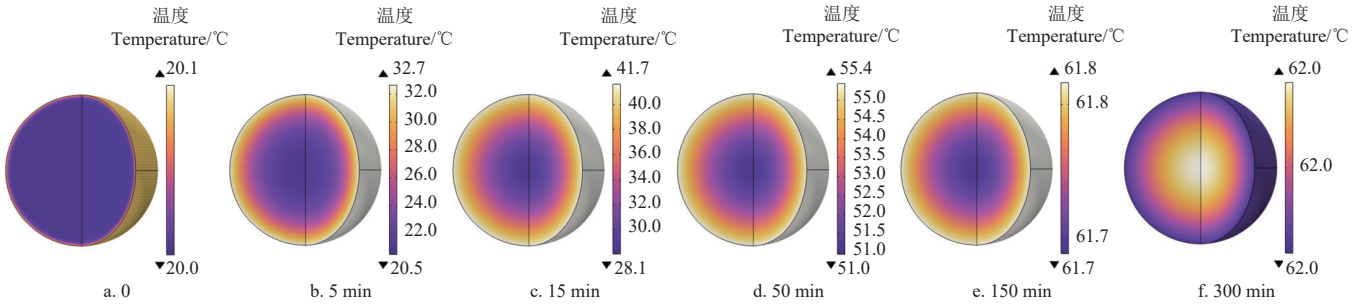 温度
Temperature/℃
20.1
20.0
a. 0
温度
Temperature/℃
32.7
32.0
30.0
28.0
26.0
24.0
22.0
20.5
b. 5 min
温度
Temperature/℃
41.7
40.0
38.0
36.0
34.0
32.0
30.0
28.1
c. 15 min
温度
Temperature/℃
55.4
55.0
54.5
54.0
53.5
53.0
52.5
52.0
51.5
51.0
51.0
d. 50 min
温度
Temperature/℃
61.8
61.8
61.7
61.7
e. 150 min
温度
Temperature/℃
62.0
62.0
62.0
f. 300 min